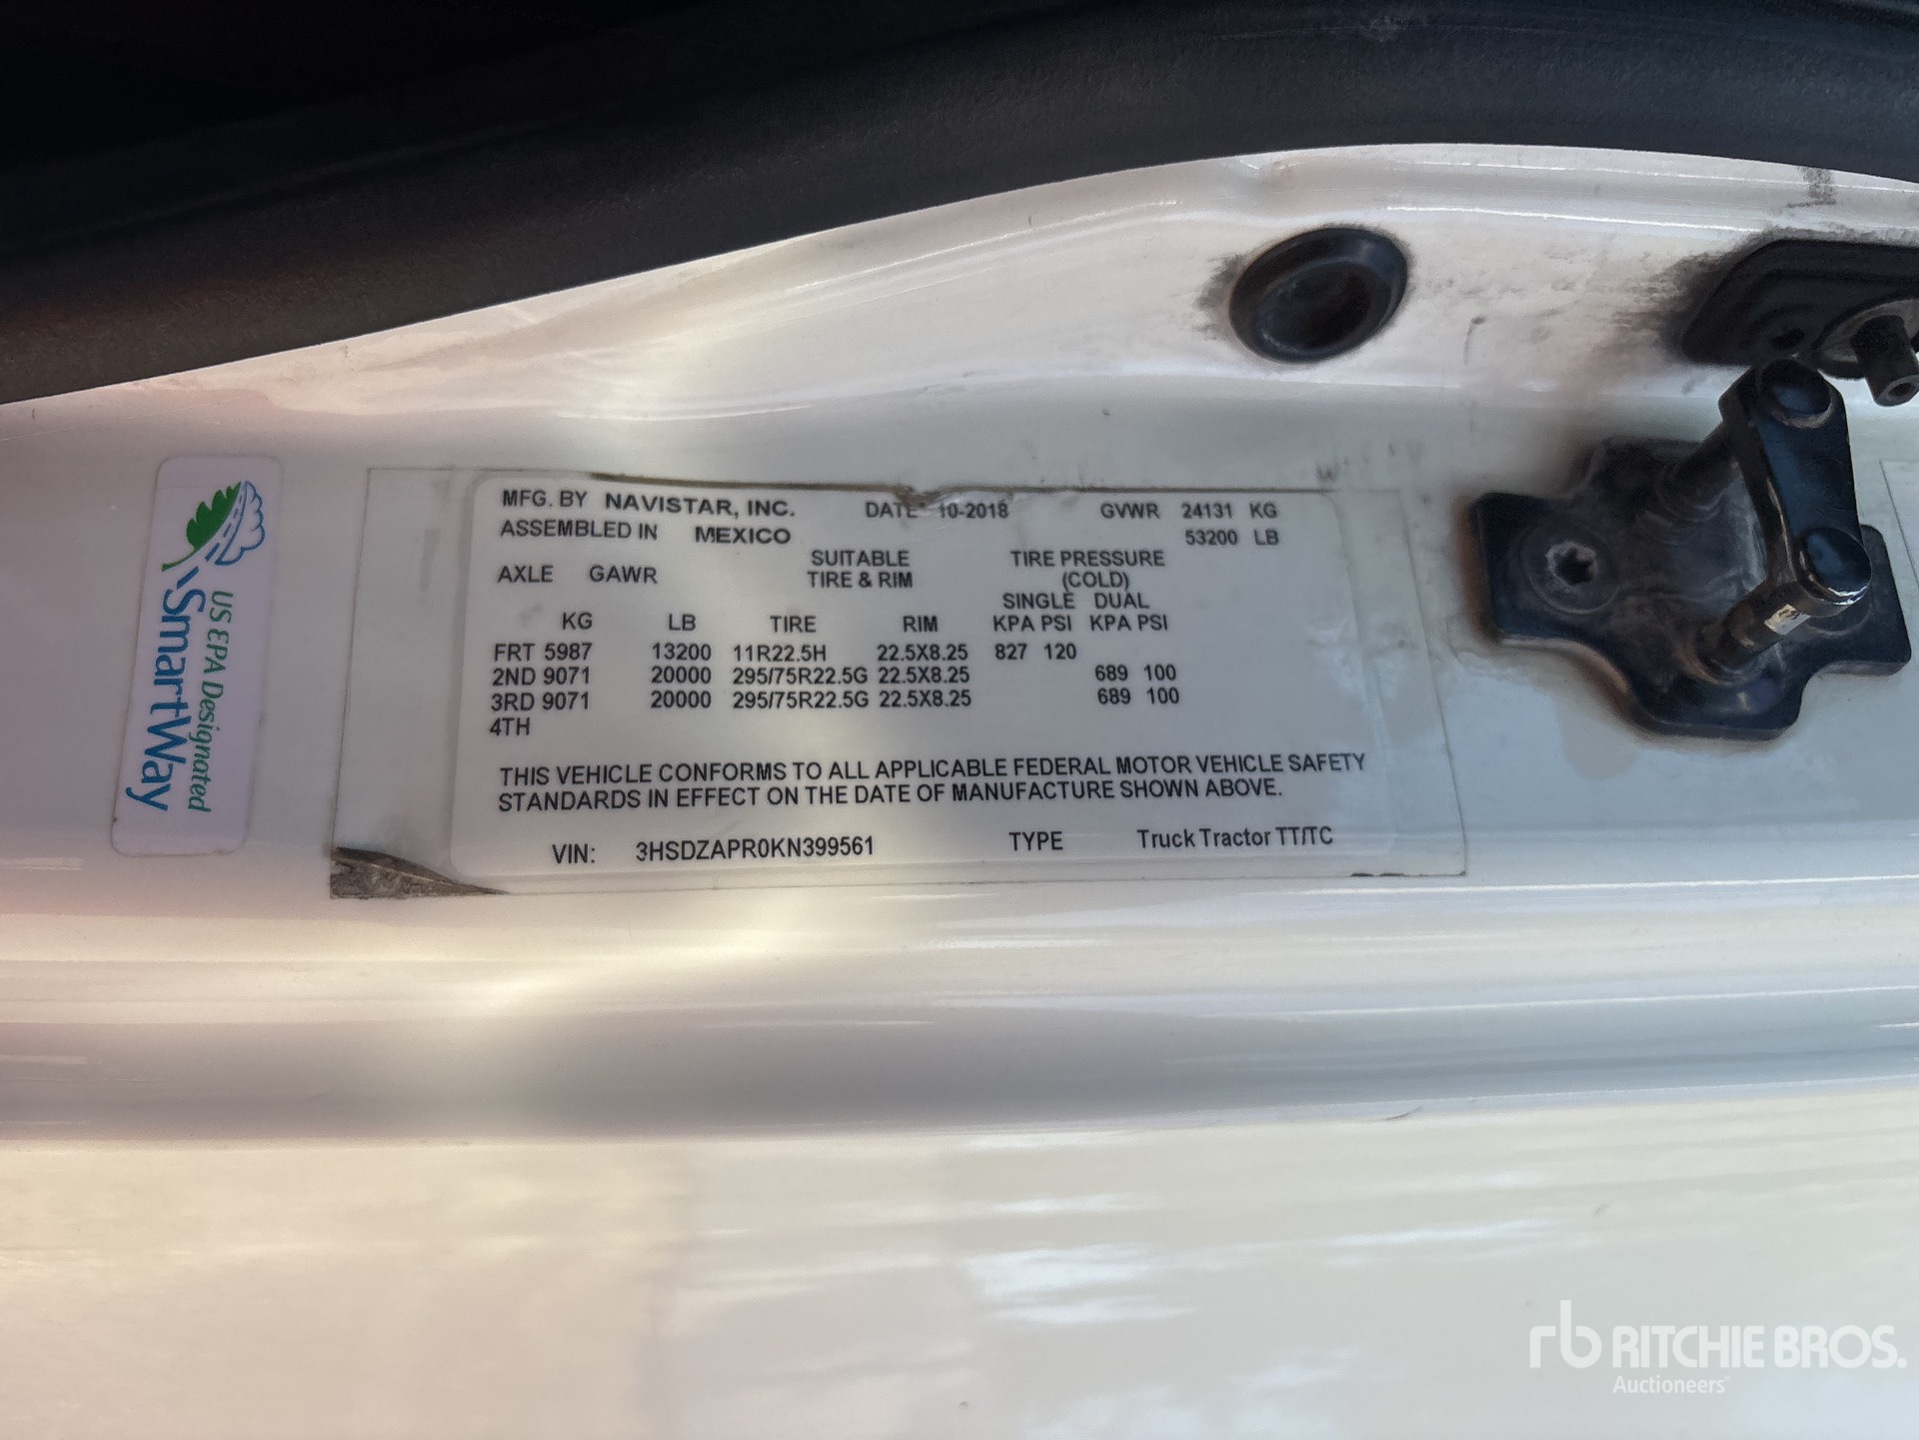 MFG. BY NAVISTAR, INC. DATE 10-2018 GVWR 24131 KG
ASSEMBLED IN MEXICO 53200 LB
SUITABLE TIRE PRESSURE
AXLE GAWR TIRE & RIM (COLD)
SINGLE DUAL
KG LB TIRE RIM KPA PSI KPA PSI
FRT 5987 13200 11R22.5H 22.5X8.25 827 120
2ND 9071 20000 295/75R22.5G 22.5X8.25 689 100
3RD 9071 20000 295/75R22.5G 22.5X8.25 689 100
4TH
THIS VEHICLE CONFORMS TO ALL APPLICABLE FEDERAL MOTOR VEHICLE SAFETY
STANDARDS IN EFFECT ON THE DATE OF MANUFACTURE SHOWN ABOVE.
VIN: 3HSDZAPR0KN399561 TYPE Truck Tractor TT/TC
US EPA Designated
SmartWay
rb RITCHIE BROS.
Auctioneers